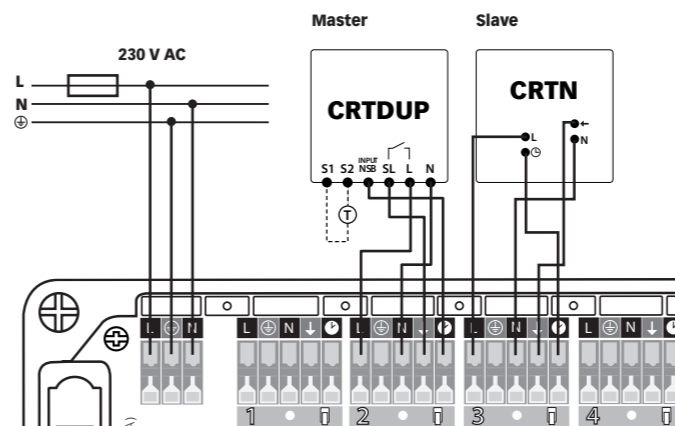 Master Slave
230 V AC
L
N
CRTDUP
CRTN
S1 S2 INPUT NSB SL L N
L
←
N
T
L N L N ↓ L N ↓ L N ↓ L N ↓
1 2 3 4